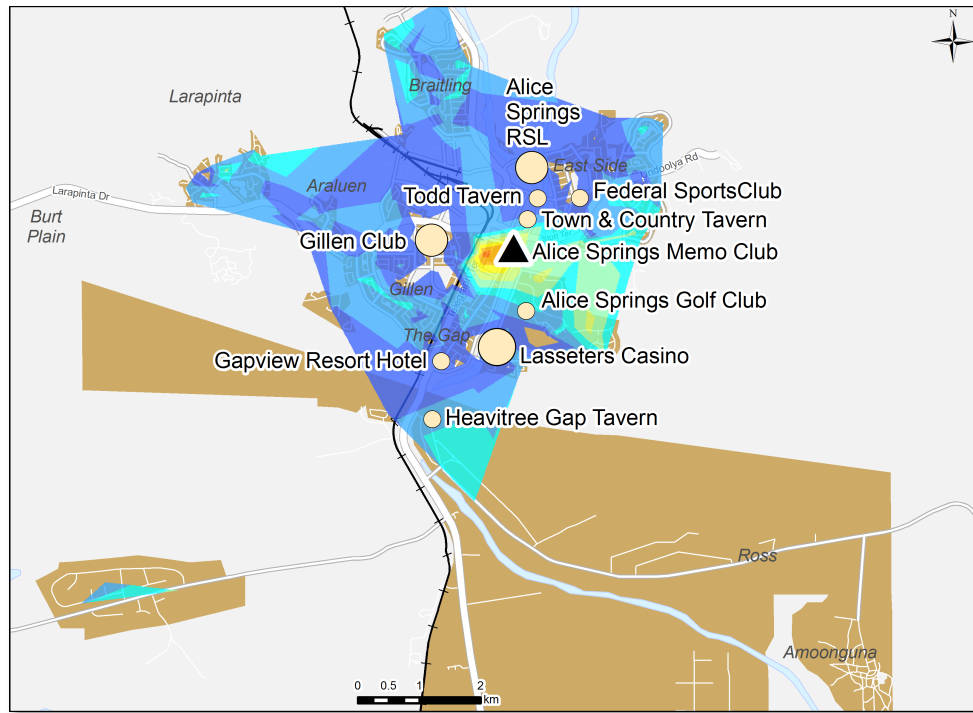 N
Braitling
Larapinta
Alice
Springs
RSL
East Side
Undoolya Rd
Larapinta Dr
Araluen
Todd Tavern
Federal SportsClub
Burt
Plain
Town & Country Tavern
Gillen Club
Alice Springs Memo Club
Gillen
Alice Springs Golf Club
The Gap
Gapview Resort Hotel
Lasseters Casino
Heavitree Gap Tavern
Ross
Amoonguna
0 0.5 1 2
km